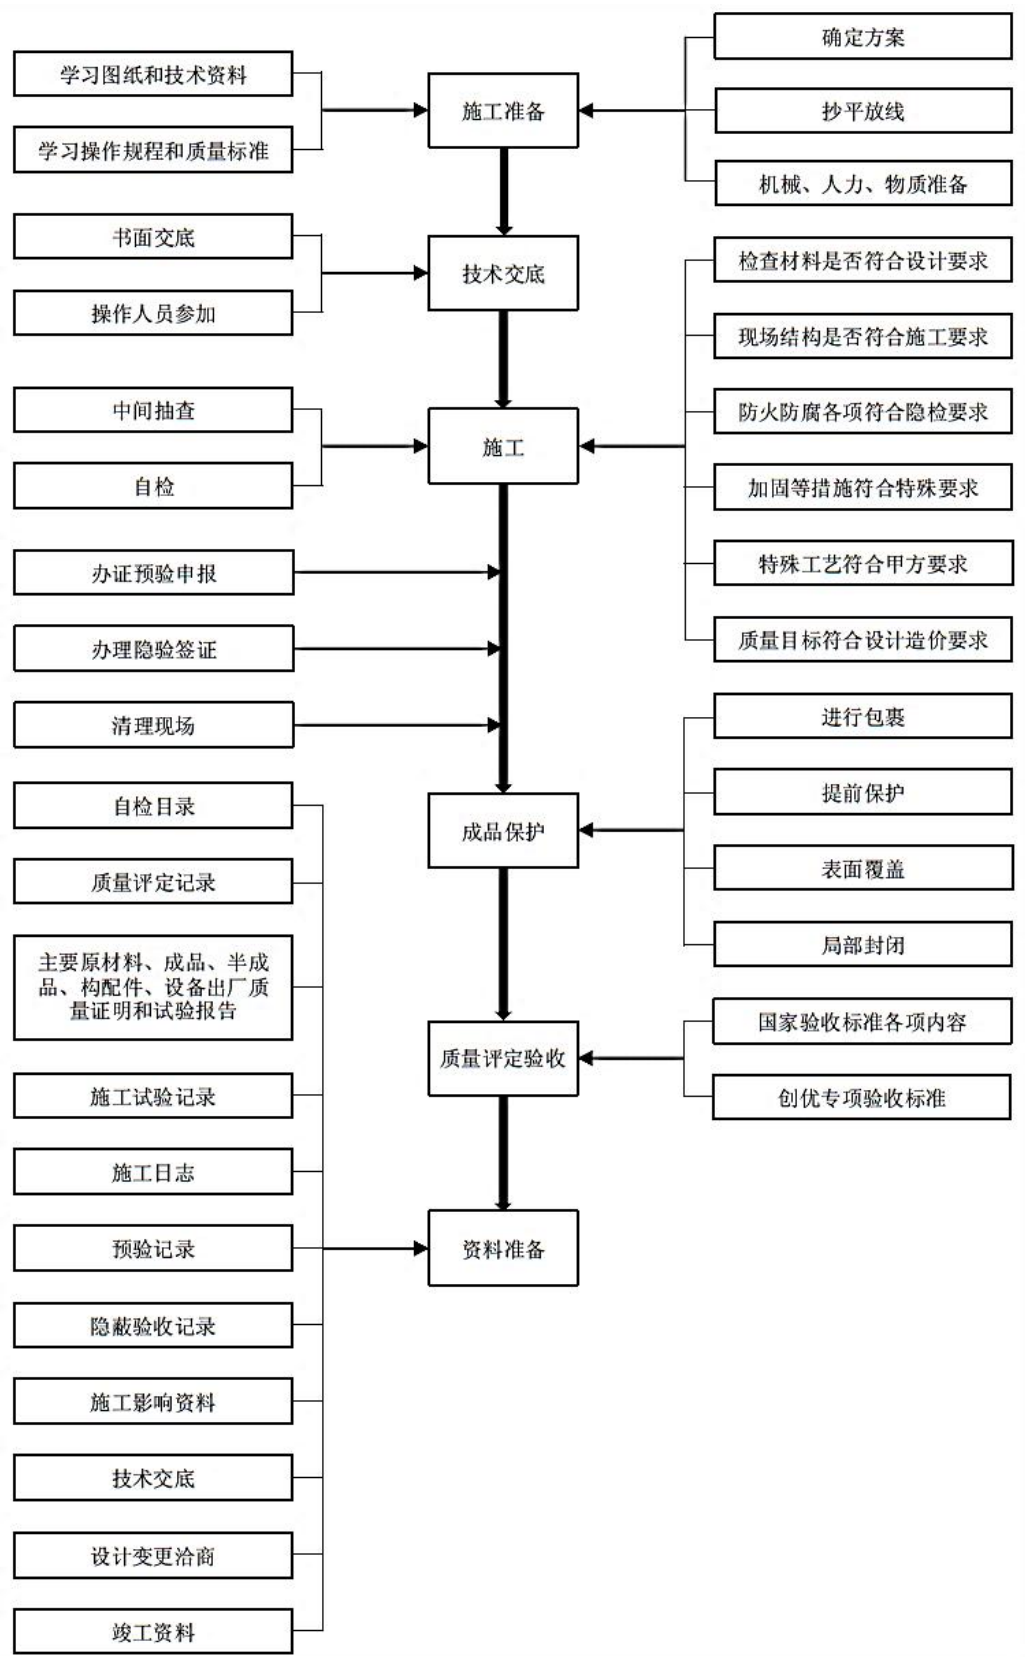 确定方案
学习图纸和技术资料
施工准备
抄平放线
学习操作规程和质量标准
机械、人力、物质准备
书面交底
技术交底
操作人员参加
检查材料是否符合设计要求
现场结构是否符合施工要求
防火防腐各项符合隐检要求
中间抽查
施工
自检
加固等措施符合特殊要求
办证预验申报
特殊工艺符合甲方要求
办理隐验签证
质量目标符合设计造价要求
清理现场
进行包裹
提前保护
自检目录
成品保护
表面覆盖
质量评定记录
局部封闭
主要原材料、成品、半成
品、构配件、设备出厂质
量证明和试验报告
国家验收标准各项内容
质量评定验收
创优专项验收标准
施工试验记录
施工日志
预验记录
资料准备
隐蔽验收记录
施工影响资料
技术交底
设计变更洽商
竣工资料